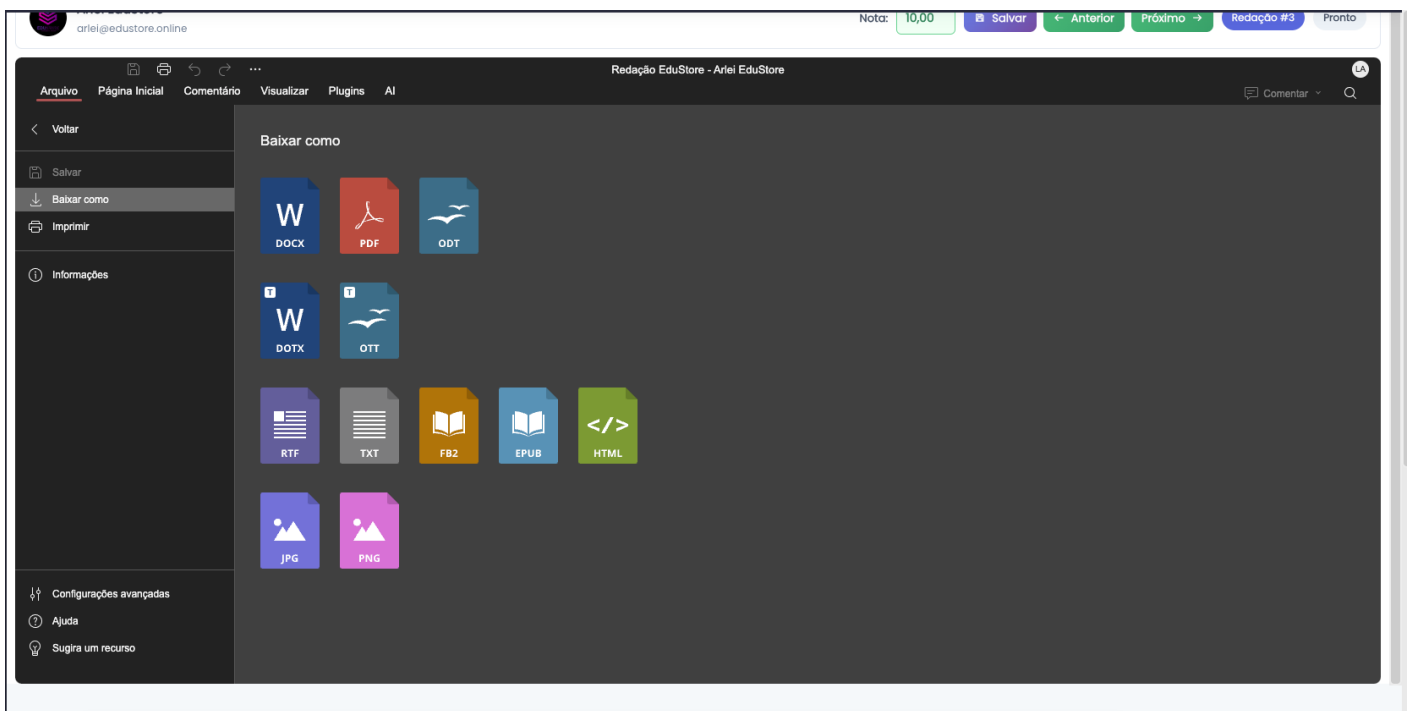 arlei@edustore.online
Nota: 10,00 Salvar ← Anterior Próximo → Redação #3 Pronto
Redação EduStore - Arlei EduStore
LA
Arquivo Página Inicial Comentário Visualizar Plugins AI
Comentar
Voltar
Baixar como
Salvar
Baixar como
Imprimir
Informações
W DOCX
PDF
ODT
T W DOTX
T OTT
RTF
TXT
FB2
EPUB
</> HTML
JPG
PNG
Configurações avançadas
Ajuda
Sugira um recurso